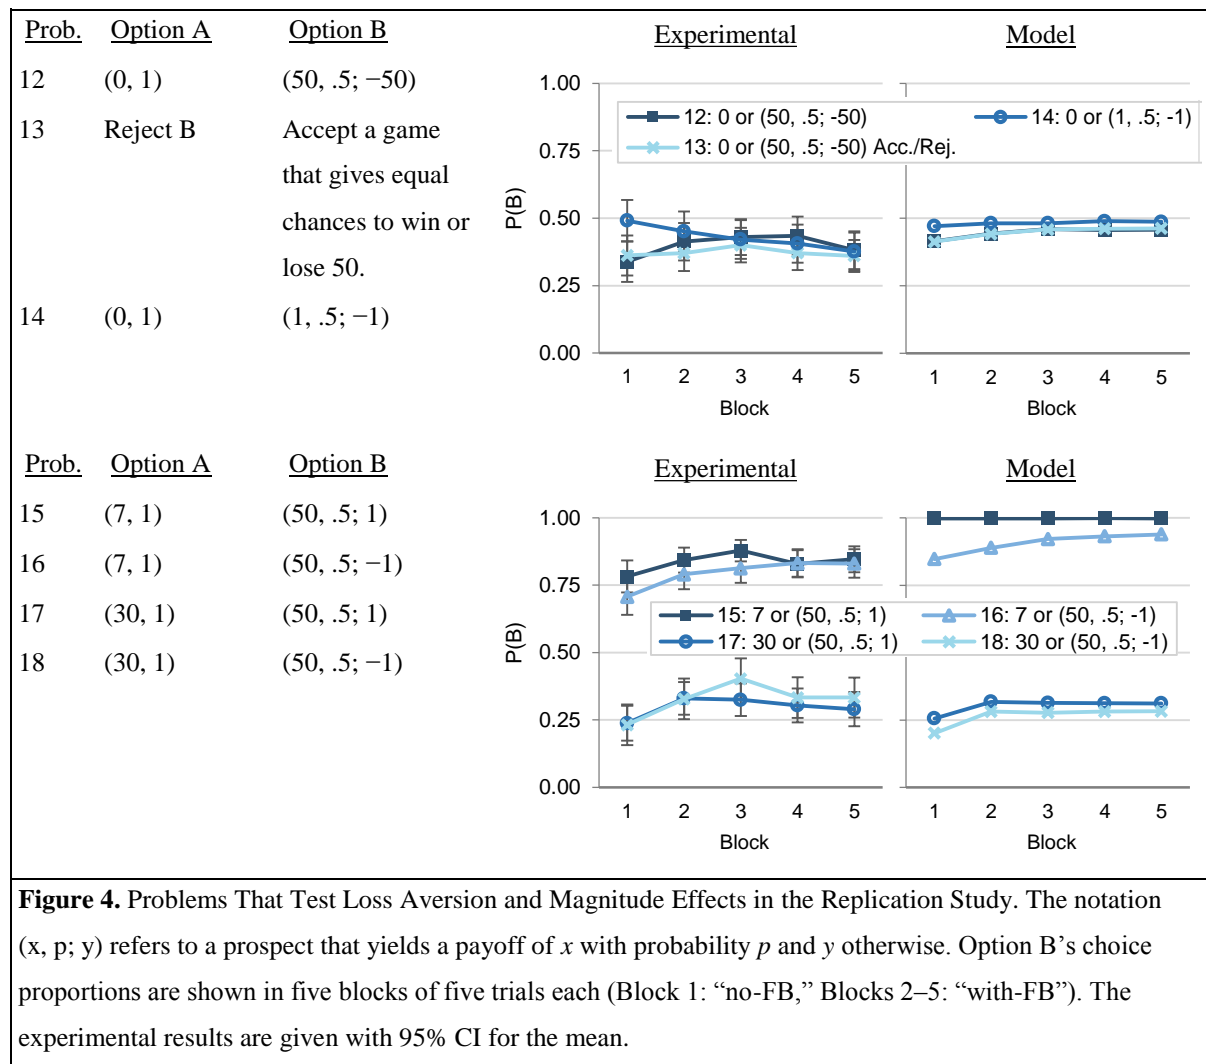 Prob. Option A Option B
12 (0, 1) (50, .5; −50)
13 Reject B Accept a game
that gives equal
chances to win or
lose 50.
14 (0, 1) (1, .5; −1)
Experimental Model
1.00
0.75
0.50
0.25
0.00
P(B)
12: 0 or (50, .5; -50) 14: 0 or (1, .5; -1)
13: 0 or (50, .5; -50) Acc./Rej.
1 2 3 4 5 1 2 3 4 5
Block Block
Prob. Option A Option B
15 (7, 1) (50, .5; 1)
16 (7, 1) (50, .5; −1)
17 (30, 1) (50, .5; 1)
18 (30, 1) (50, .5; −1)
Experimental Model
1.00
0.75
0.50
0.25
0.00
P(B)
15: 7 or (50, .5; 1) 16: 7 or (50, .5; -1)
17: 30 or (50, .5; 1) 18: 30 or (50, .5; -1)
1 2 3 4 5 1 2 3 4 5
Block Block
Figure 4. Problems That Test Loss Aversion and Magnitude Effects in the Replication Study. The notation
(x, p; y) refers to a prospect that yields a payoff of x with probability p and y otherwise. Option B’s choice
proportions are shown in five blocks of five trials each (Block 1: “no-FB,” Blocks 2–5: “with-FB”). The
experimental results are given with 95% CI for the mean.